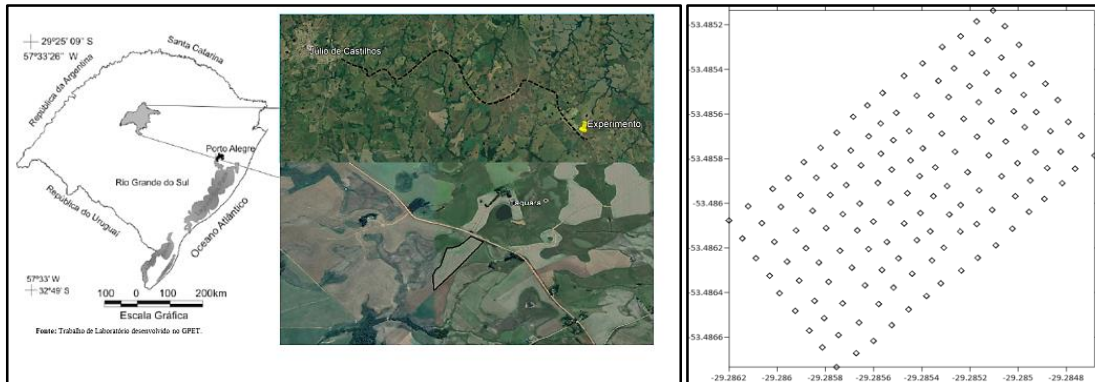 29°25' 09" S
57°33'26" W
Santa Catarina
República da Argentina
Porto Alegre
Rio Grande do Sul
República do Uruguai
Oceano Atlântico
57°33' W
32°49' S
100 0 100 200km
Escala Gráfica
Fonte: Trabalho de Laboratório desenvolvido no GPET.
Júlio de Castilhos
Experimento
Taquara
-53.4852
-53.4854
-53.4856
-53.4858
-53.486
-53.4862
-53.4864
-53.4866
-29.2862 -29.286 -29.2858 -29.2856 -29.2854 -29.2852 -29.285 -29.2848